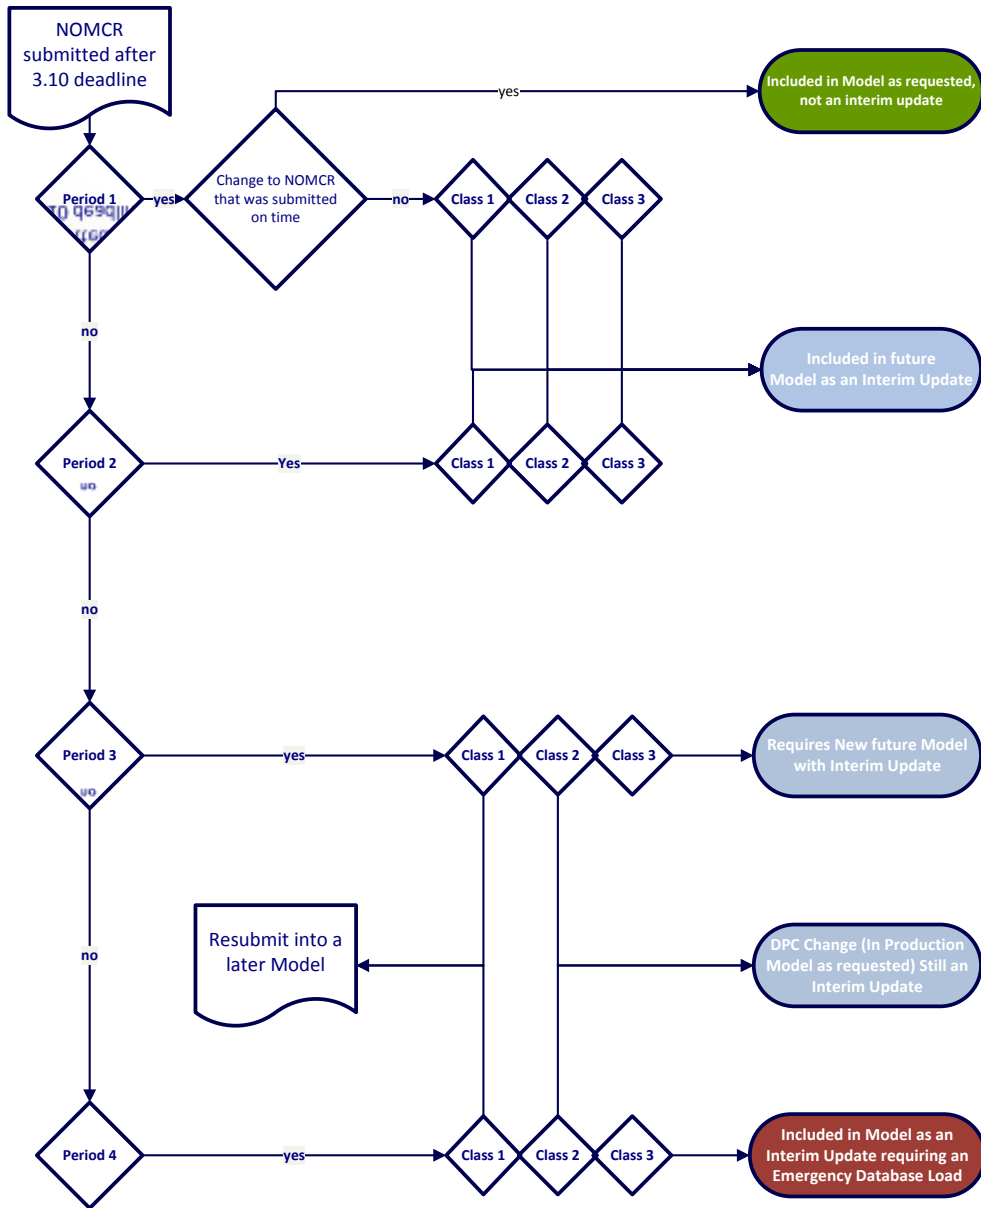 NOMCR
submitted after
3.10 deadline
yes
Included in Model as requested,
not an interim update
Period 1
yes
Change to NOMCR
that was submitted
on time
no
Class 1
Class 2
Class 3
no
Included in future
Model as an Interim Update
Period 2
no
Yes
Class 1
Class 2
Class 3
no
Period 3
no
yes
Class 1
Class 2
Class 3
Requires New future Model
with Interim Update
no
Resubmit into a
later Model
DPC Change (In Production
Model as requested) Still an
Interim Update
Period 4
yes
Class 1
Class 2
Class 3
Included in Model as an
Interim Update requiring an
Emergency Database Load